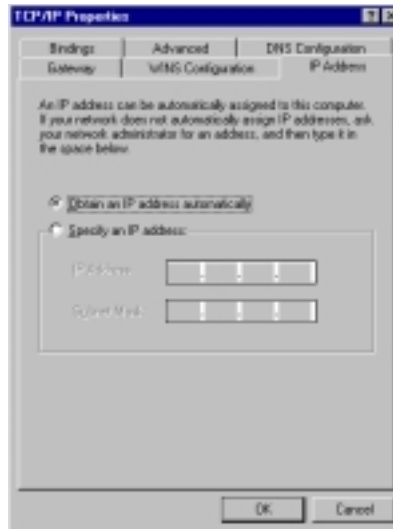 TCP/IP Properties
Bindings Advanced DNS Configuration
Gateway WINS Configuration IP Address
An IP address can be automatically assigned to this computer.
If your network does not automatically assign IP addresses, ask
your network administrator for an address, and then type it in
the space below.
Obtain an IP address automatically
Specify an IP address:
IP Address:
Subnet Mask:
OK Cancel